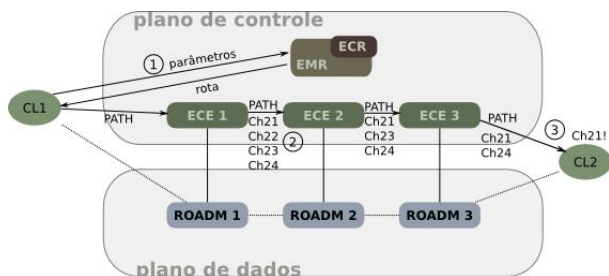 plano de controle
ECR
EMR
1
parâmetros
rota
CL1
PATH
ECE 1
PATH
Ch21
Ch22
Ch23
Ch24
2
ECE 2
PATH
Ch21
Ch23
Ch24
ECE 3
PATH
Ch21
Ch24
3
Ch21!
CL2
ROADM 1
ROADM 2
ROADM 3
plano de dados